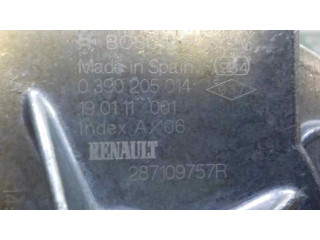 Made in Spain
0 390 205 014
19 01 11 001
Index AX06
RENAULT
287109757R